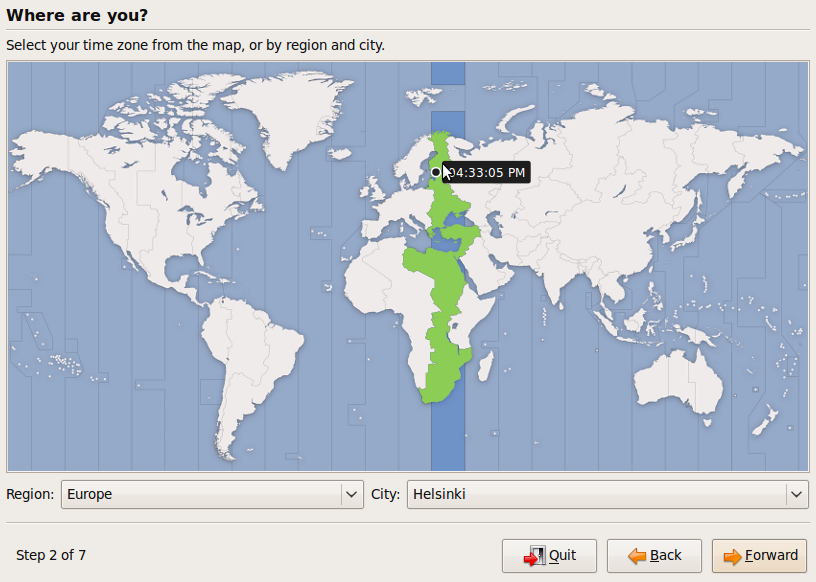 Where are you?
Select your time zone from the map, or by region and city.
04:33:05 PM
Region: Europe City: Helsinki
Step 2 of 7 Quit Back Forward